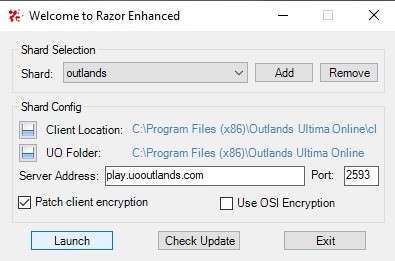 Welcome to Razor Enhanced
Shard Selection
Shard: outlands Add Remove
Shard Config
Client Location: C:\Program Files (x86)\Outlands Ultima Online\cl
UO Folder: C:\Program Files (x86)\Outlands Ultima Online
Server Address: play.uooutlands.com Port: 2593
Patch client encryption Use OSI Encryption
Launch Check Update Exit